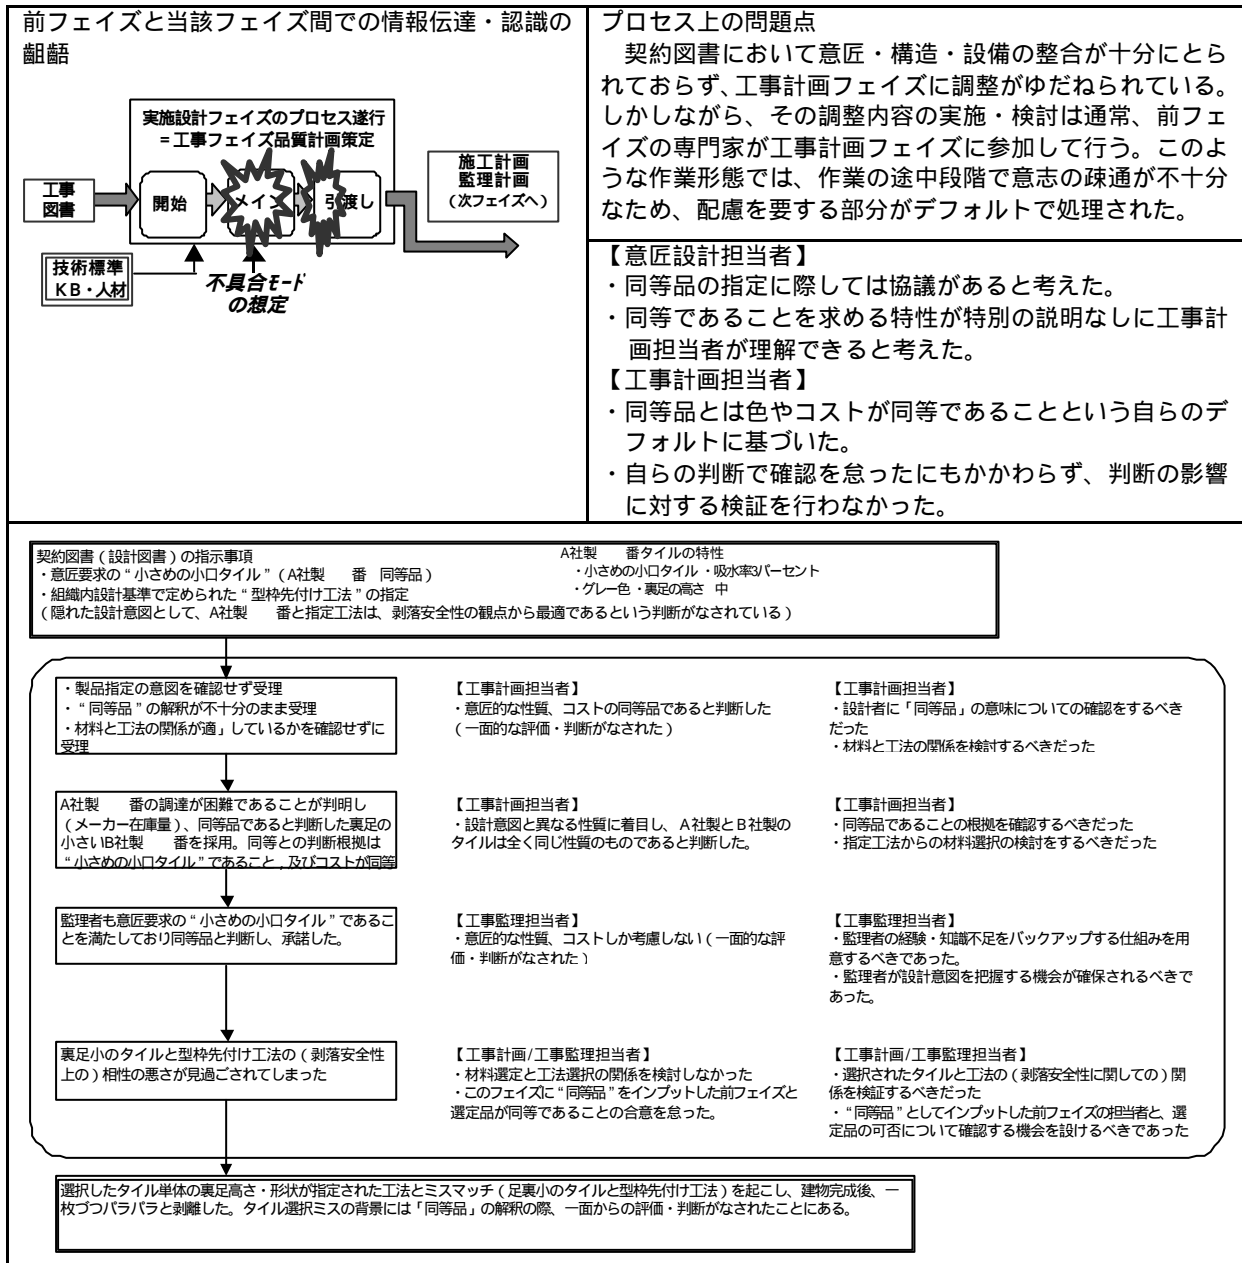 前フェイズと当該フェイズ間での情報伝達・認識の
齟齬
実施設計フェイズのプロセス遂行
=工事フェイズ品質計画策定
工事
図書
開始
メイン
引渡し
施工計画
監理計画
(次フェイズへ)
技術標準
KB・人材
不具合モード
の想定
プロセス上の問題点
契約図書において意匠・構造・設備の整合が十分にとら
れておらず、工事計画フェイズに調整がゆだねられている。
しかしながら、その調整内容の実施・検討は通常、前フェ
イズの専門家が工事計画フェイズに参加して行う。このよ
うな作業形態では、作業の途中段階で意志の疎通が不十分
なため、配慮を要する部分がデフォルトで処理された。
【意匠設計担当者】
・同等品の指定に際しては協議があると考えた。
・同等であることを求める特性が特別の説明なしに工事計
画担当者が理解できると考えた。
【工事計画担当者】
・同等品とは色やコストが同等であることという自らのデ
フォルトに基づいた。
・自らの判断で確認を怠ったにもかかわらず、判断の影響
に対する検証を行わなかった。
契約図書(設計図書)の指示事項
・意匠要求の“小さめの小口タイル”(A社製 番 同等品)
・組織内設計基準で定められた“型枠先付け工法”の指定
(隠れた設計意図として、A社製 番と指定工法は、剥落安全性の観点から最適であるという判断がなされている)
A社製 番タイルの特性
・小さめの小口タイル ・吸水率3パーセント
・グレー色 ・裏足の高さ 中
・製品指定の意図を確認せず受理
・“同等品”の解釈が不十分のまま受理
・材料と工法の関係が適」しているかを確認せずに
受理
【工事計画担当者】
・意匠的な性質、コストの同等品であると判断した
(一面的な評価・判断がなされた)
【工事計画担当者】
・設計者に「同等品」の意味についての確認をするべき
だった
・材料と工法の関係を検討するべきだった
A社製 番の調達が困難であることが判明し
(メーカー在庫量)、同等品であると判断した裏足の
小さいB社製 番を採用。同等との判断根拠は
“小さめの小口タイル”であること,及びコストが同等
【工事計画担当者】
・設計意図と異なる性質に着目し、A社製とB社製の
タイルは全く同じ性質のものであると判断した。
【工事計画担当者】
・同等品であることの根拠を確認するべきだった
・指定工法からの材料選択の検討をするべきだった
監理者も意匠要求の“小さめの小口タイル”であるこ
とを満たしており同等品と判断し、承諾した。
【工事監理担当者】
・意匠的な性質、コストしか考慮しない(一面的な評
価・判断がなされた)
【工事監理担当者】
・監理者の経験・知識不足をバックアップする仕組みを用
意するべきであった。
・監理者が設計意図を把握する機会が確保されるべきで
あった。
裏足小のタイルと型枠先付け工法の(剥落安全性
上の)相性の悪さが見過ごされてしまった
【工事計画/工事監理担当者】
・材料選定と工法選択の関係を検討しなかった
・このフェイズに“同等品”をインプットした前フェイズと
選定品が同等であることの合意を怠った。
【工事計画/工事監理担当者】
・選択されたタイルと工法の(剥落安全性に関しての)関
係を検証するべきだった
・“同等品”としてインプットした前フェイズの担当者と、選
定品の可否について確認する機会を設けるべきであった
選択したタイル単体の裏足高さ・形状が指定された工法とミスマッチ(足裏小のタイルと型枠先付け工法)を起こし、建物完成後、一
枚づつパラパラと剥離した。タイル選択ミスの背景には「同等品」の解釈の際、一面からの評価・判断がなされたことにある。